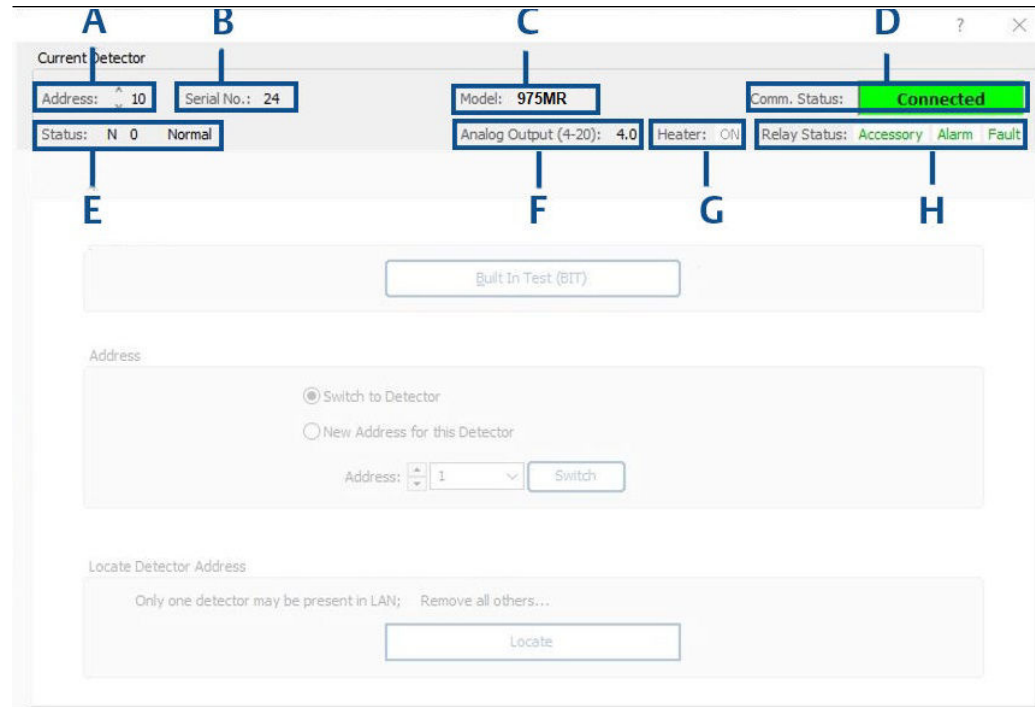 A B C D
? ×
Current Detector
Address: 10 Serial No.: 24 Model: 975MR Comm. Status: Connected
Status: N 0 Normal Analog Output (4-20): 4.0 Heater: ON Relay Status: Accessory Alarm Fault
E F G H
Built In Test (BIT)
Address
Switch to Detector
New Address for this Detector
Address: 1 Switch
Locate Detector Address
Only one detector may be present in LAN; Remove all others...
Locate